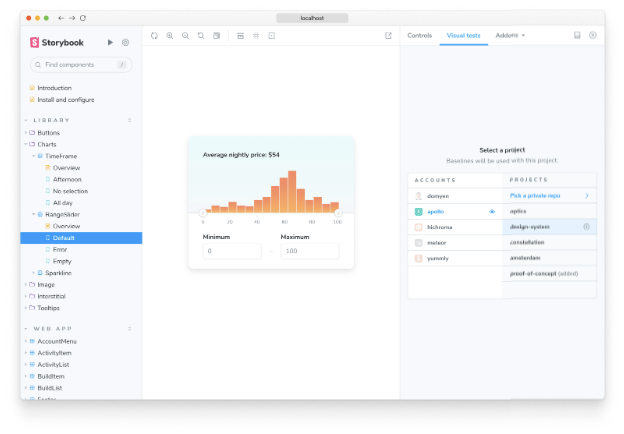 localhost
Storybook
Find components
/
Introduction
Install and configure
LIBRARY
Buttons
Charts
TimeFrame
Overview
Afternoon
No selection
All day
RangeSlider
Overview
Default
Error
Empty
Sparkline
Image
Interstitial
Tooltips
WEB APP
AccountMenu
ActivityItem
ActivityList
BuildItem
BuildList
Footer
Average nightly price: $54
0 20 40 60 80 100
Minimum Maximum
0 – 100
Controls Visual tests Addons
Select a project
Baselines will be used with this project.
ACCOUNTS PROJECTS
domyen Pick a private repo
apollo optics
hichroma design-system
meteor constellation
yummly amsterdam
proof-of-concept (added)